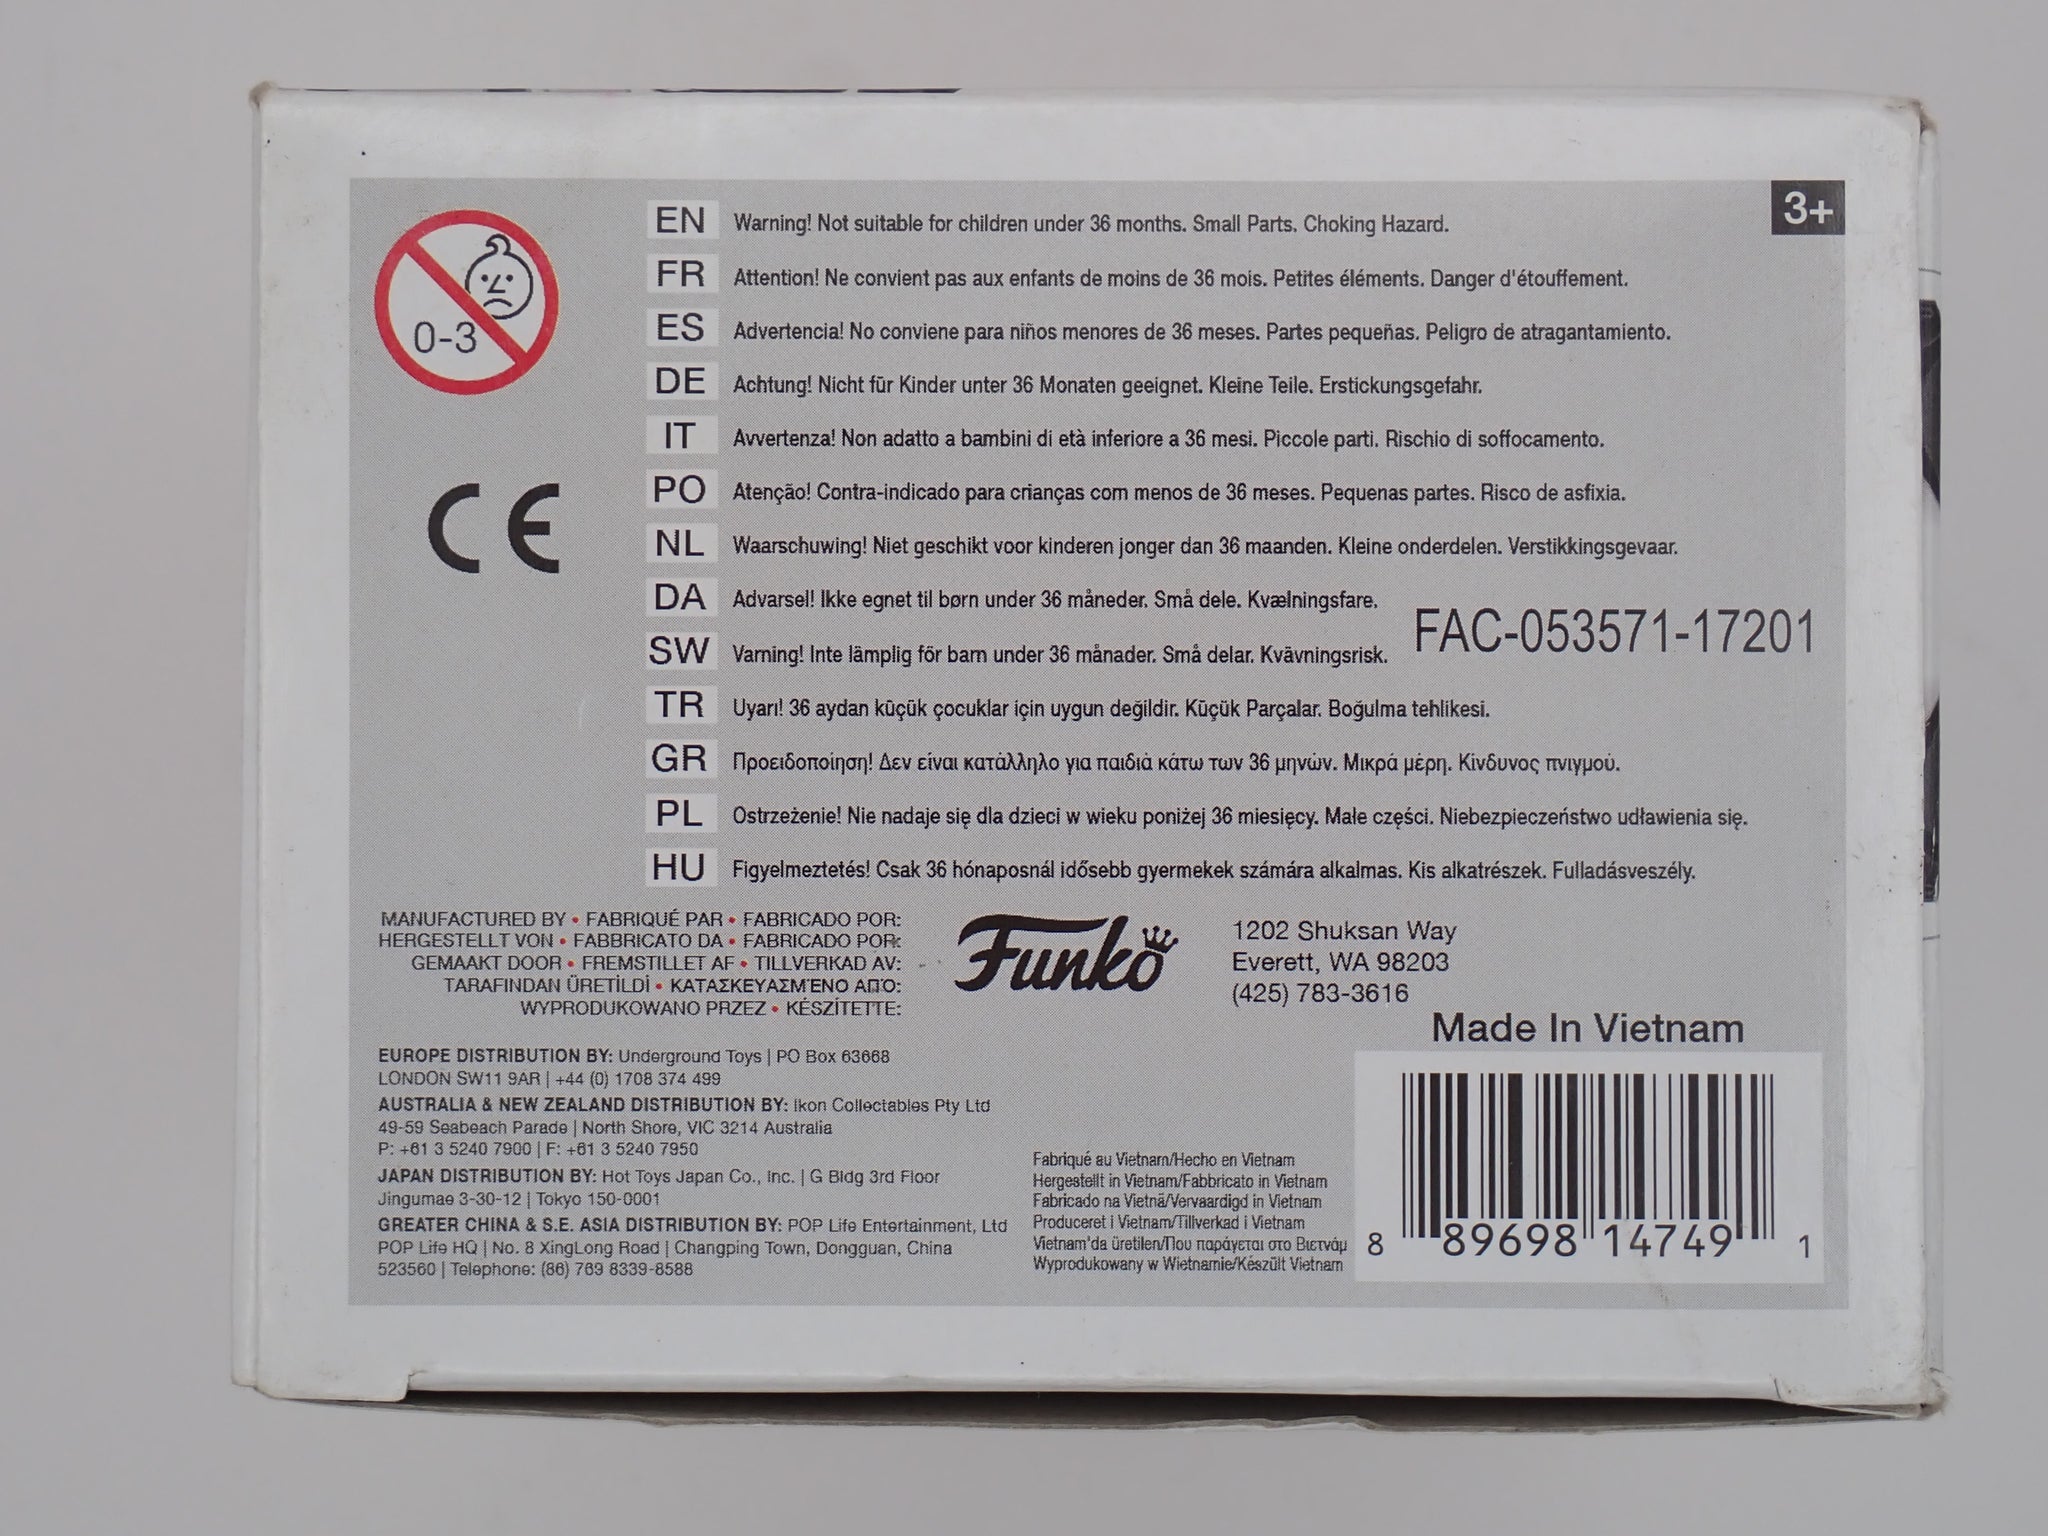 3+
0-3
CE
EN Warning! Not suitable for children under 36 months. Small Parts. Choking Hazard.
FR Attention! Ne convient pas aux enfants de moins de 36 mois. Petites éléments. Danger d'étouffement.
ES Advertencia! No conviene para niños menores de 36 meses. Partes pequeñas. Peligro de atragantamiento.
DE Achtung! Nicht für Kinder unter 36 Monaten geeignet. Kleine Teile. Erstickungsgefahr.
IT Avvertenza! Non adatto a bambini di età inferiore a 36 mesi. Piccole parti. Rischio di soffocamento.
PO Atenção! Contra-indicado para crianças com menos de 36 meses. Pequenas partes. Risco de asfixia.
NL Waarschuwing! Niet geschikt voor kinderen jonger dan 36 maanden. Kleine onderdelen. Verstikkingsgevaar.
DA Advarsel! Ikke egnet til børn under 36 måneder. Små dele. Kvælningsfare.
FAC-053571-17201
SW Varning! Inte lämplig för barn under 36 månader. Små delar. Kvävningsrisk.
TR Uyarı! 36 aydan küçük çocuklar için uygun değildir. Küçük Parçalar. Boğulma tehlikesi.
GR Προειδοποίηση! Δεν είναι κατάλληλο για παιδιά κάτω των 36 μηνών. Μικρά μέρη. Κίνδυνος πνιγμού.
PL Ostrzeżenie! Nie nadaje się dla dzieci w wieku poniżej 36 miesięcy. Małe części. Niebezpieczeństwo udławienia się.
HU Figyelmeztetés! Csak 36 hónaposnál idősebb gyermekek számára alkalmas. Kis alkatrészek. Fulladásveszély.
MANUFACTURED BY • FABRIQUÉ PAR • FABRICADO POR:
HERGESTELLT VON • FABBRICATO DA • FABRICADO POR:
GEMAAKT DOOR • FREMSTILLET AF • TILLVERKAD AV:
TARAFINDAN ÜRETİLDİ • ΚΑΤΑΣΚΕΥΑΣΜΈΝΟ ΑΠΌ:
WYPRODUKOWANO PRZEZ • KÉSZÍTETTE:
Funko
1202 Shuksan Way
Everett, WA 98203
(425) 783-3616
Made In Vietnam
EUROPE DISTRIBUTION BY: Underground Toys | PO Box 63668
LONDON SW11 9AR | +44 (0) 1708 374 499
AUSTRALIA & NEW ZEALAND DISTRIBUTION BY: Ikon Collectables Pty Ltd
49-59 Seabeach Parade | North Shore, VIC 3214 Australia
P: +61 3 5240 7900 | F: +61 3 5240 7950
JAPAN DISTRIBUTION BY: Hot Toys Japan Co., Inc. | G Bldg 3rd Floor
Jingumae 3-30-12 | Tokyo 150-0001
GREATER CHINA & S.E. ASIA DISTRIBUTION BY: POP Life Entertainment, Ltd
POP Life HQ | No. 8 XingLong Road | Changping Town, Dongguan, China
523560 | Telephone: (86) 769 8339-8588
Fabriqué au Vietnam/Hecho en Vietnam
Hergestellt in Vietnam/Fabbricato in Vietnam
Fabricado na Vietnã/Vervaardigd in Vietnam
Produceret i Vietnam/Tillverkad i Vietnam
Vietnam'da üretilen/Που παράγεται στο Βιετνάμ
Wyprodukowany w Wietnamie/Készült Vietnam
8 89698 14749 1